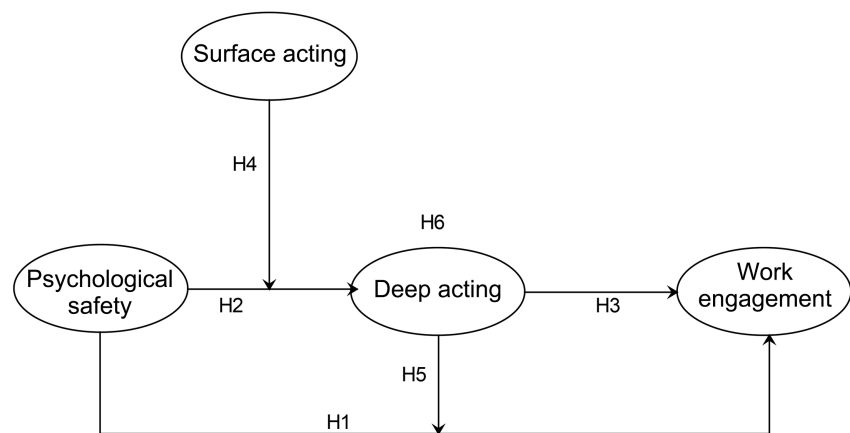 Surface acting
H4
H6
Psychological
safety
H2
Deep acting
H3
Work
engagement
H5
H1